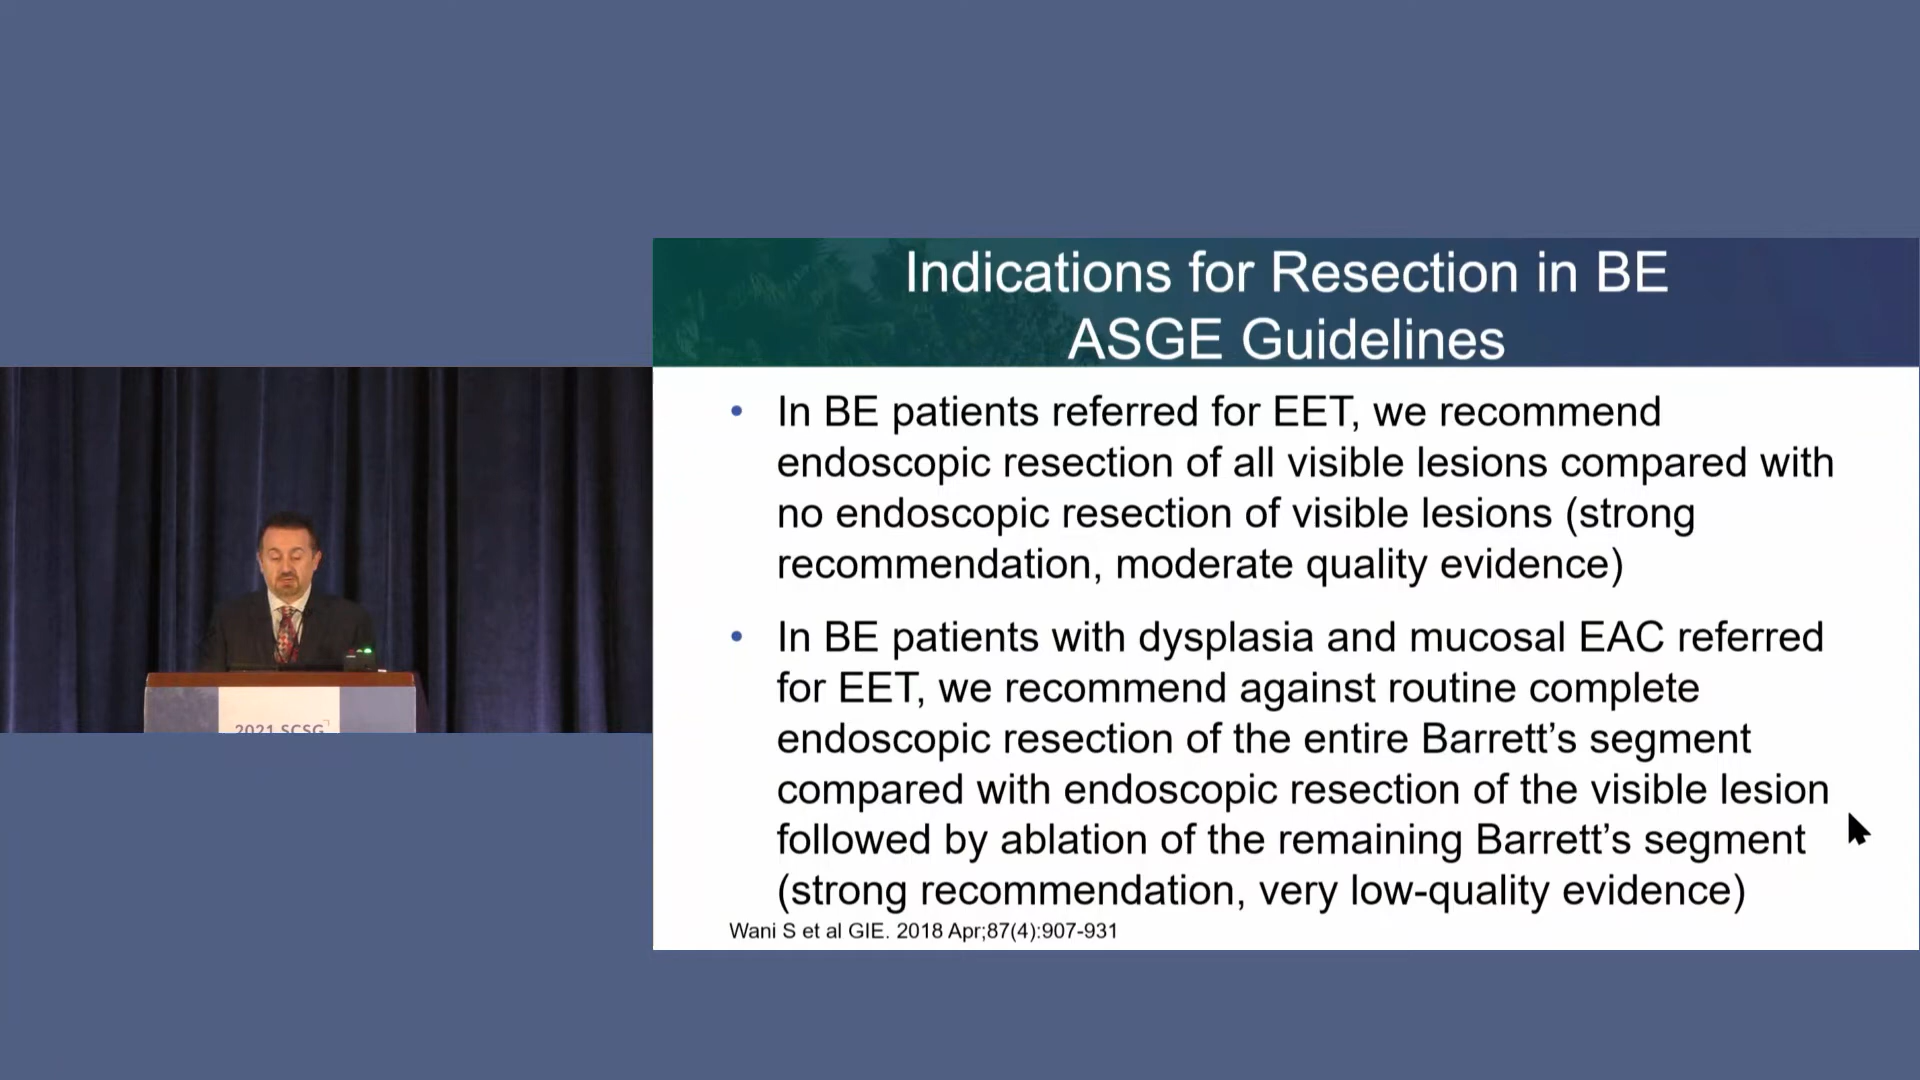 Indications for Resection in BE
ASGE Guidelines
• In BE patients referred for EET, we recommend
endoscopic resection of all visible lesions compared with
no endoscopic resection of visible lesions (strong
recommendation, moderate quality evidence)
• In BE patients with dysplasia and mucosal EAC referred
for EET, we recommend against routine complete
endoscopic resection of the entire Barrett’s segment
compared with endoscopic resection of the visible lesion
followed by ablation of the remaining Barrett’s segment
(strong recommendation, very low-quality evidence)
Wani S et al GIE. 2018 Apr;87(4):907-931
2021 SCSG